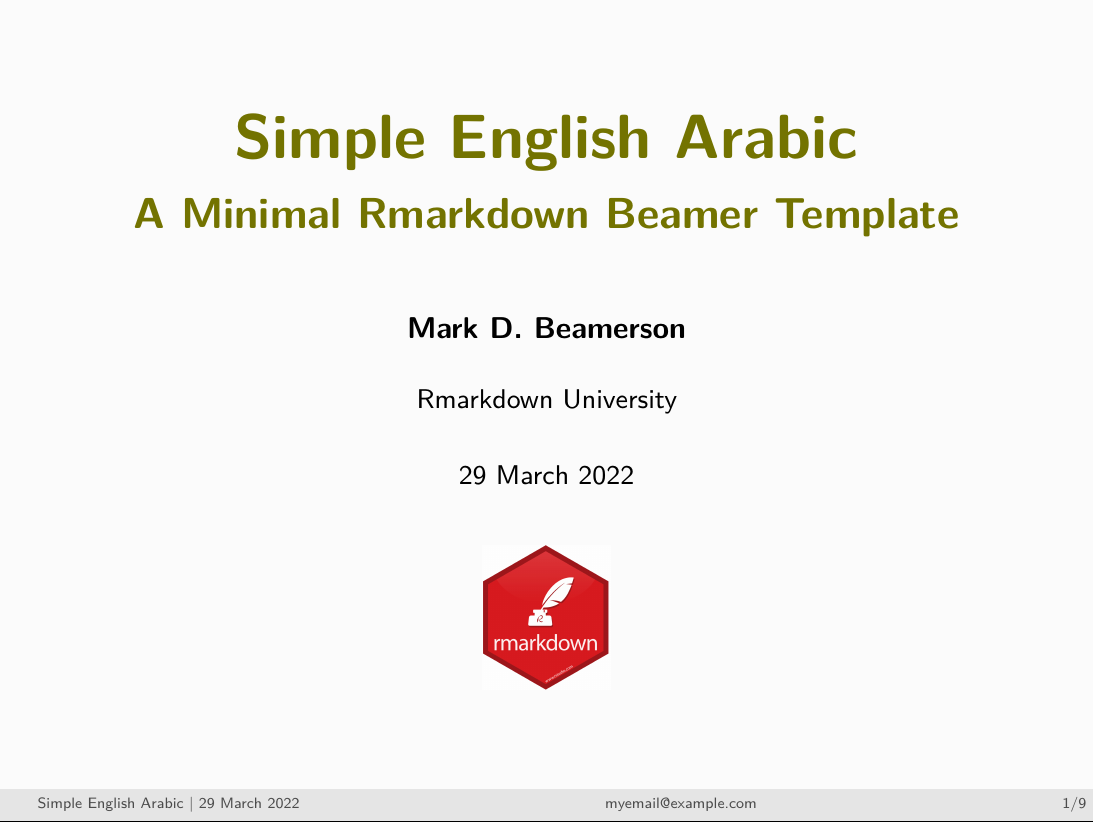 Simple English Arabic
A Minimal Rmarkdown Beamer Template
Mark D. Beamerson
Rmarkdown University
29 March 2022
rmarkdown
Simple English Arabic | 29 March 2022
myemail@example.com
1/9